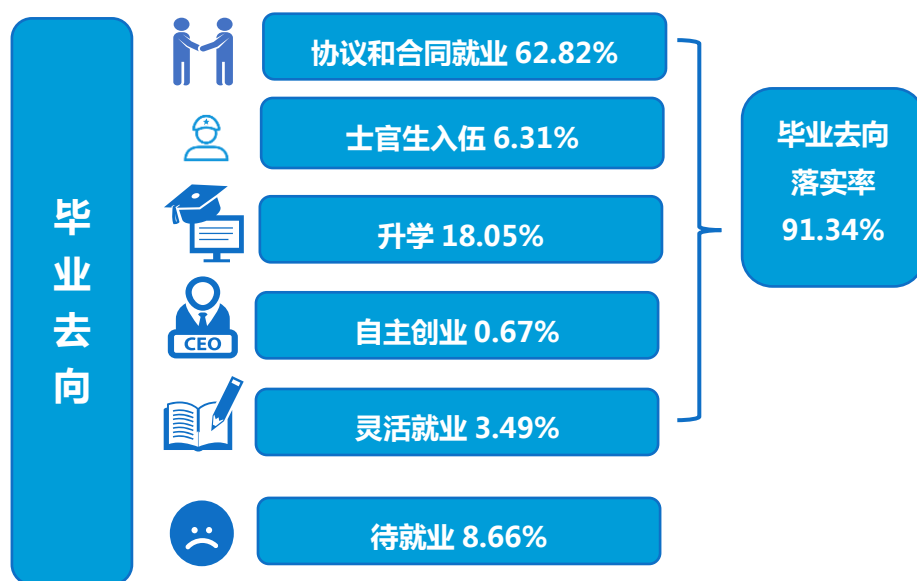 毕业去向
协议和合同就业 62.82%
士官生入伍 6.31%
升学 18.05%
自主创业 0.67%
CEO
灵活就业 3.49%
待就业 8.66%
毕业去向
落实率
91.34%